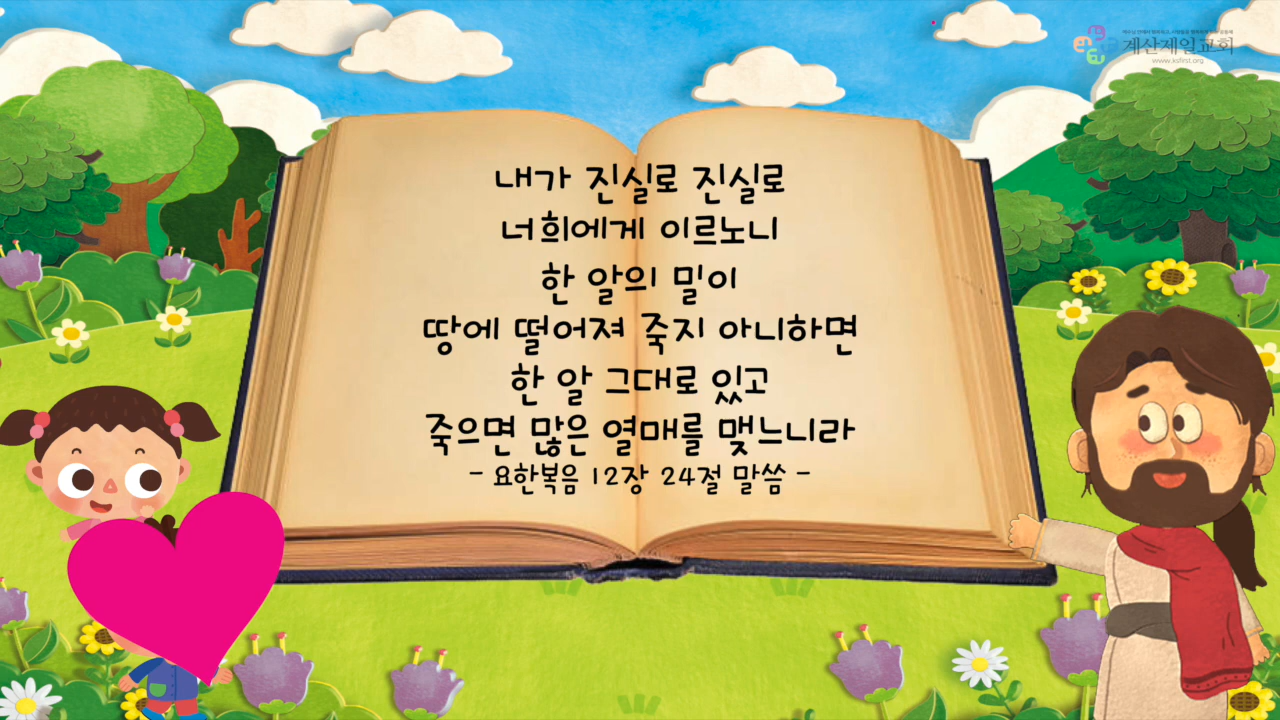 계산제일교회
www.ksfirst.org
내가 진실로 진실로
너희에게 이르노니
한 알의 밀이
땅에 떨어져 죽지 아니하면
한 알 그대로 있고
죽으면 많은 열매를 맺느니라
- 요한복음 12장 24절 말씀 -